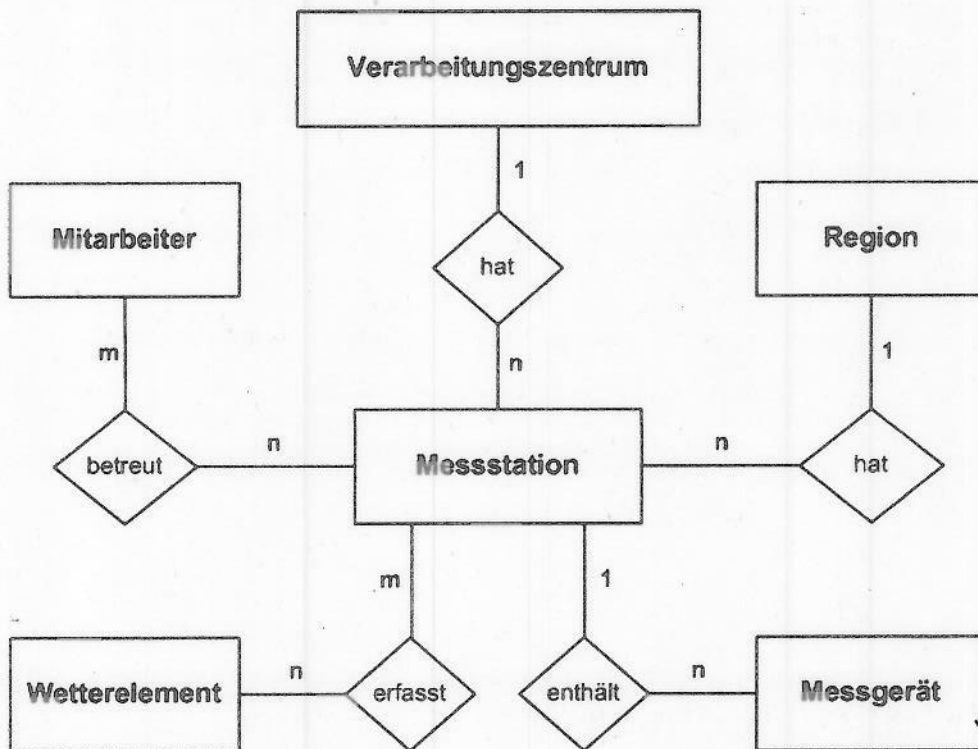 Verarbeitungszentrum
1
Mitarbeiter
Region
hat
m
n
1
betreut
n
Messstation
n
hat
m
1
Wetterelement
n
erfasst
enthält
n
Messgerät